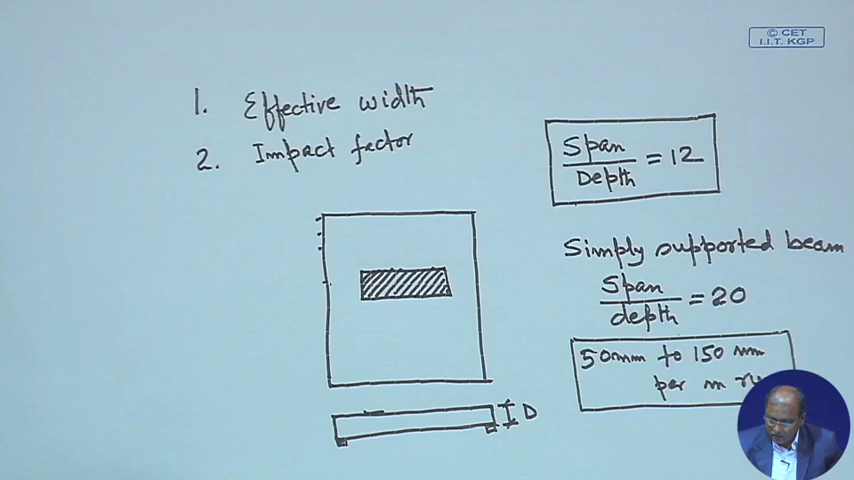 © CET
I.I.T. KGP
1. Effective width
2. Impact factor
Span
Depth = 12
Simply supported beam
Span
depth = 20
50mm to 150 mm
per m
D